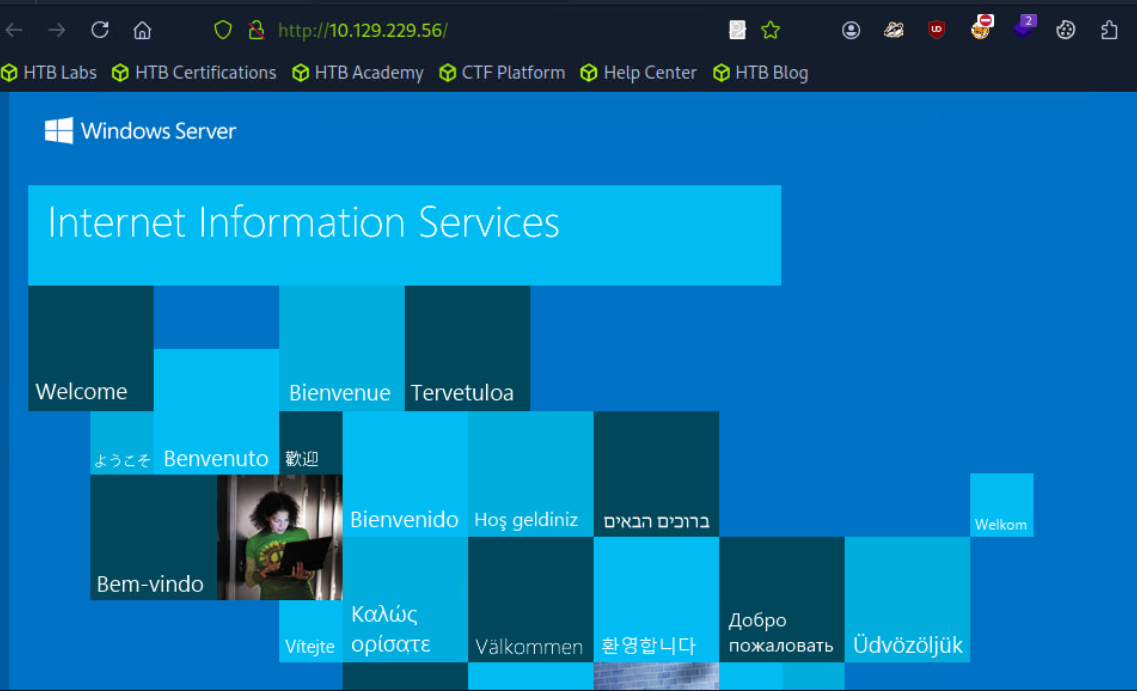 http://10.129.229.56/
2
HTB Labs
HTB Certifications
HTB Academy
CTF Platform
Help Center
HTB Blog
Windows Server
Internet Information Services
Welcome
Bienvenue
Tervetuloa
ようこそ
Benvenuto
歡迎
Bienvenido
Hoş geldiniz
ברוכים הבאים
Welkom
Bem-vindo
Vítejte
Καλώς
ορίσατε
Välkommen
환영합니다
Добро
пожаловать
Üdvözöljük